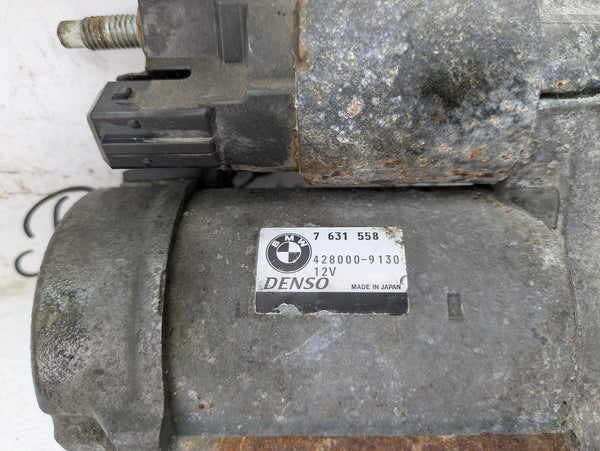 BMW
7 631 558
428000-9130
12V
DENSO
MADE IN JAPAN